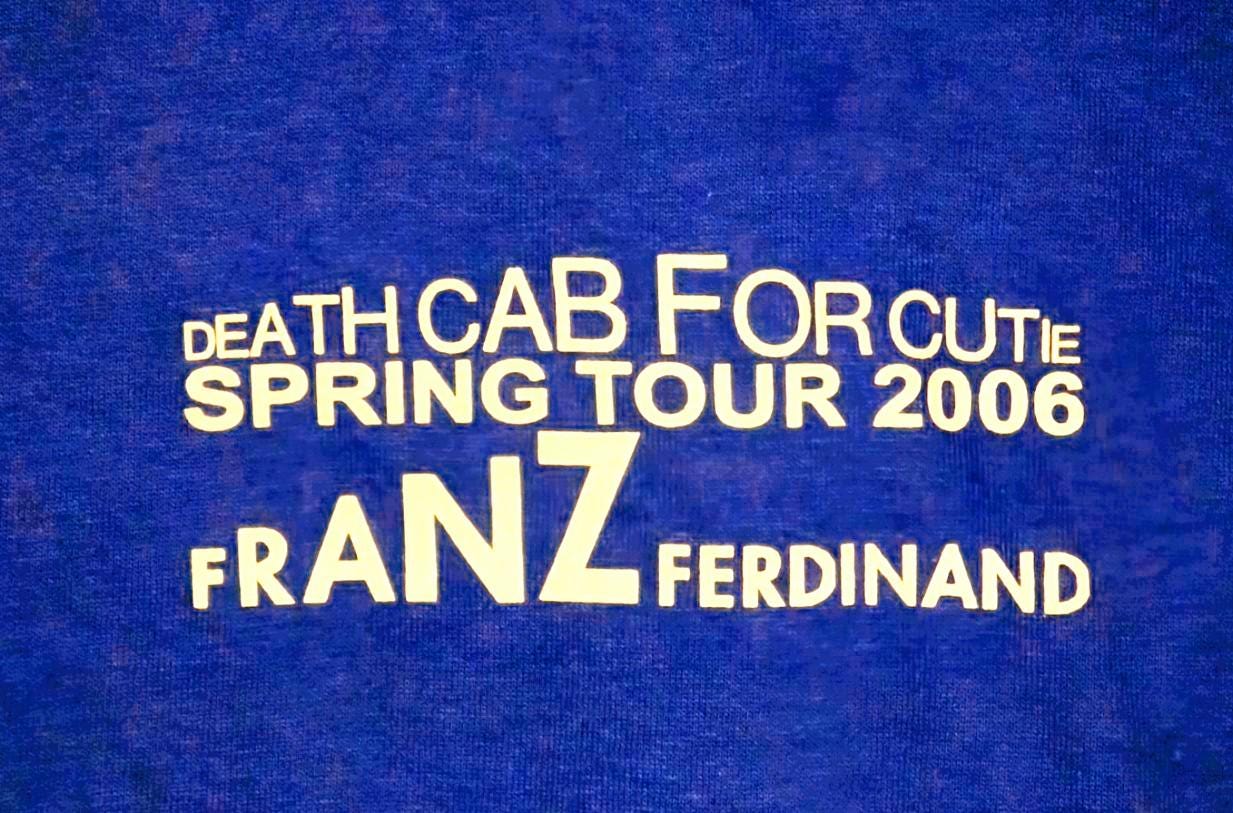 DEATH CAB FOR CUTIE
SPRING TOUR 2006
FRANZ FERDINAND